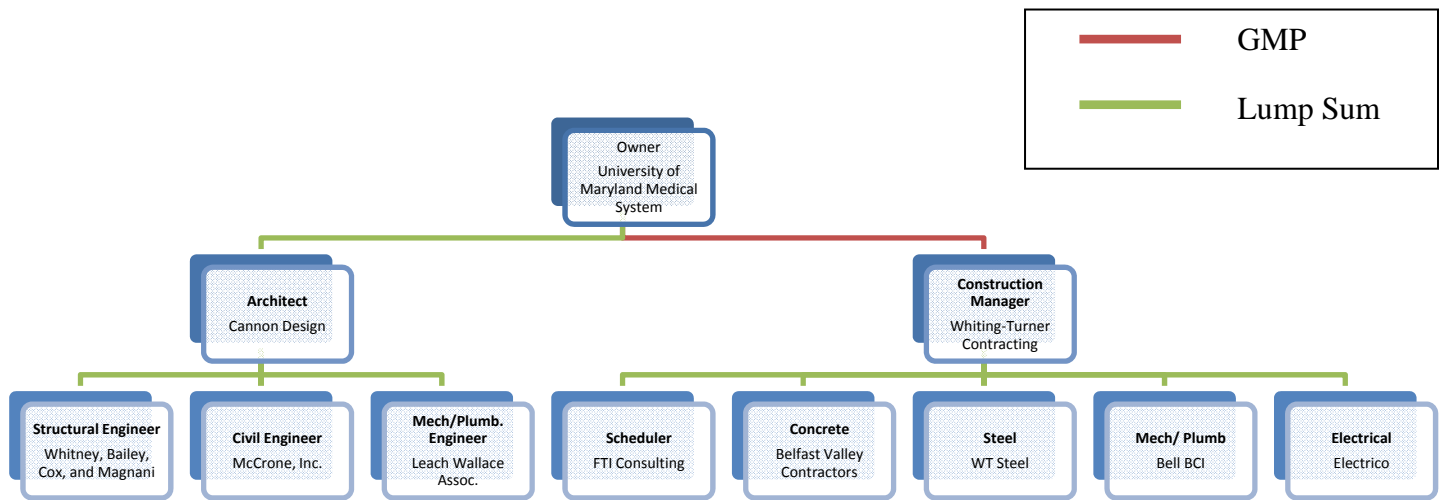 GMP
Lump Sum
Owner
University of
Maryland Medical
System
Architect
Cannon Design
Construction
Manager
Whiting-Turner
Contracting
Structural Engineer
Whitney, Bailey,
Cox, and Magnani
Civil Engineer
McCrone, Inc.
Mech/Plumb.
Engineer
Leach Wallace
Assoc.
Scheduler
FTI Consulting
Concrete
Belfast Valley
Contractors
Steel
WT Steel
Mech/ Plumb
Bell BCI
Electrical
Electrico